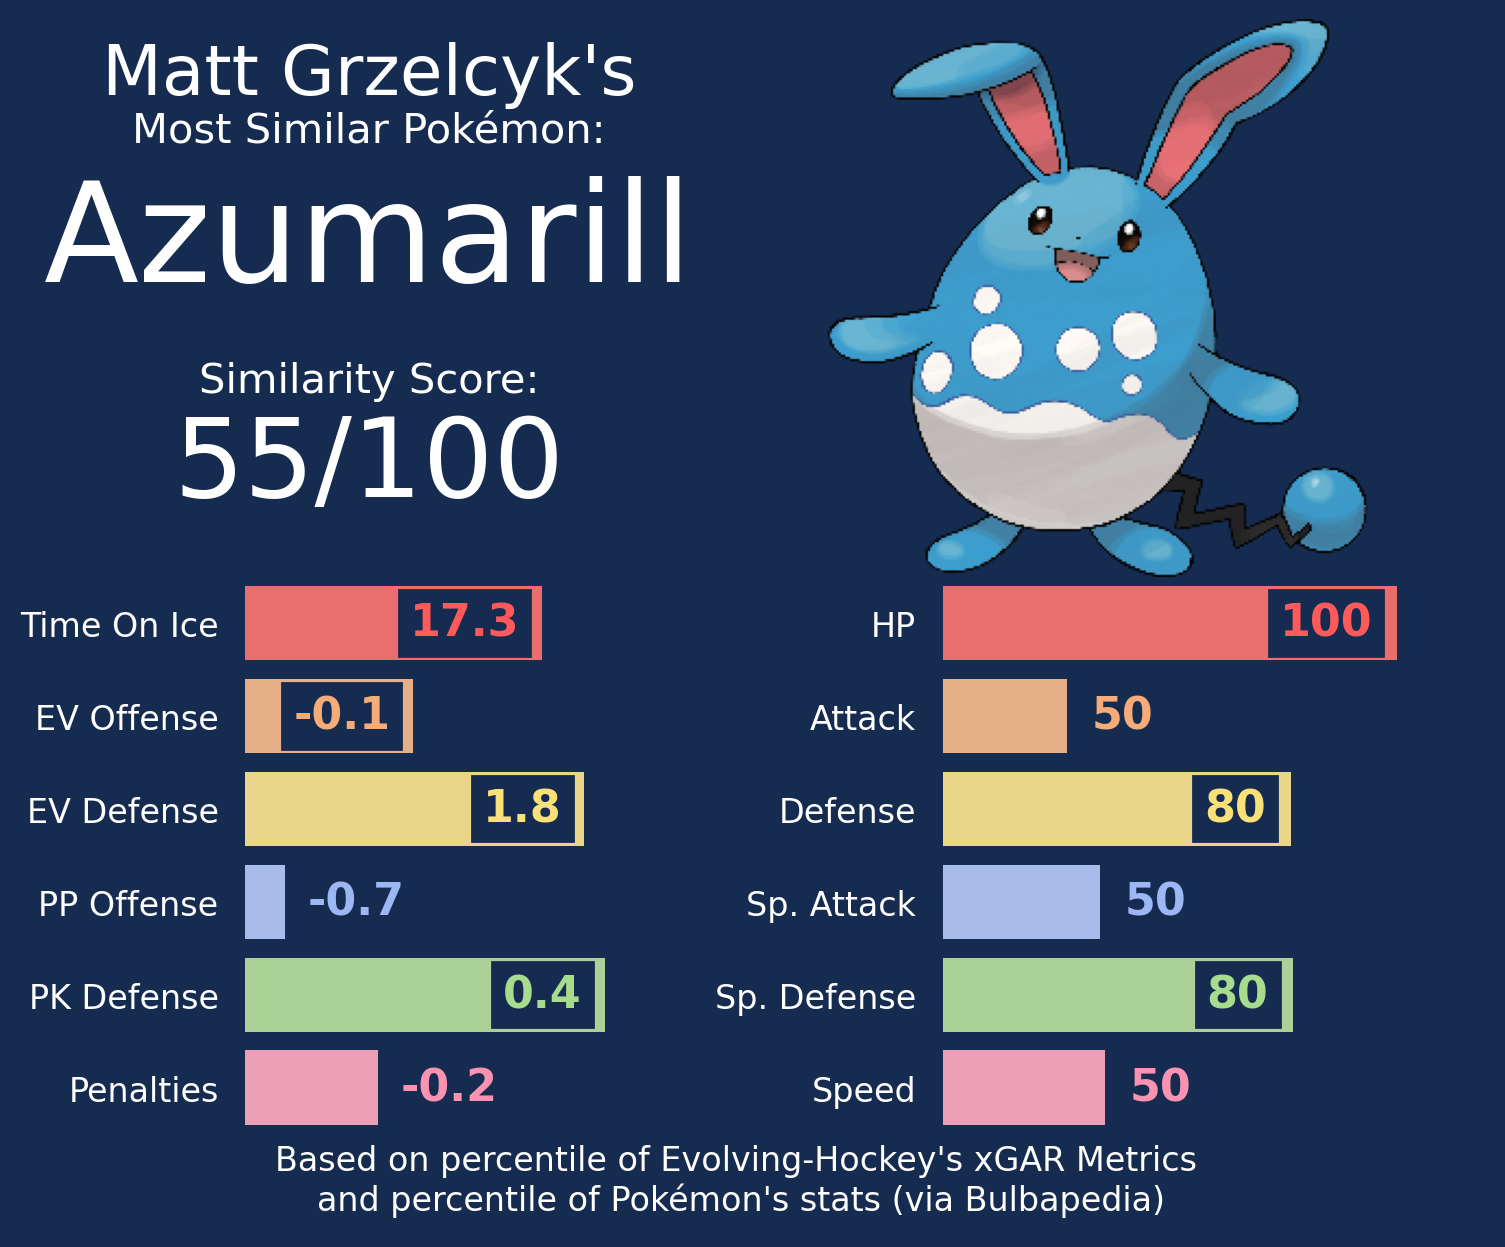 Matt Grzelcyk's
Most Similar Pokémon:
Azumarill
Similarity Score:
55/100
Time On Ice 17.3
EV Offense -0.1
EV Defense 1.8
PP Offense -0.7
PK Defense 0.4
Penalties -0.2
HP 100
Attack 50
Defense 80
Sp. Attack 50
Sp. Defense 80
Speed 50
Based on percentile of Evolving-Hockey's xGAR Metrics
and percentile of Pokémon's stats (via Bulbapedia)